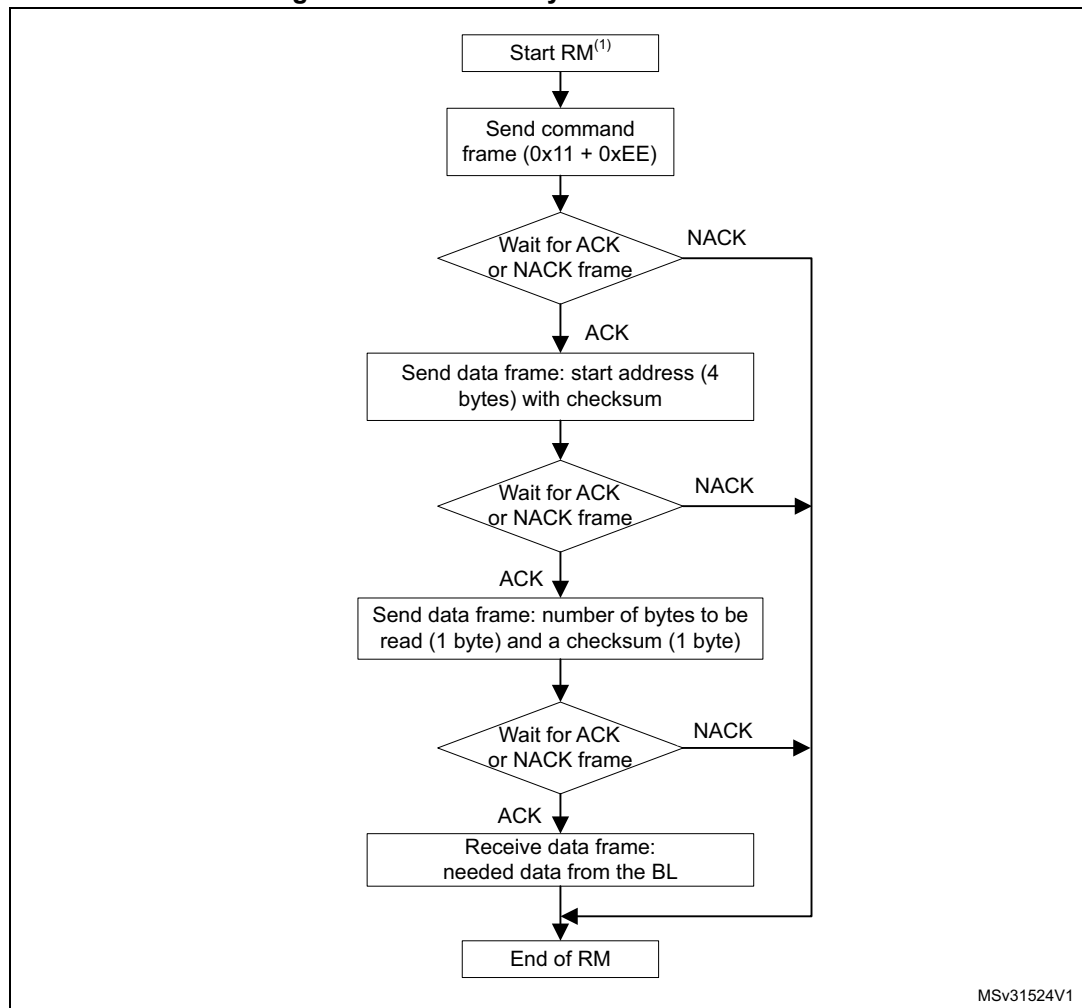 Start RM(1)
Send command
frame (0x11 + 0xEE)
Wait for ACK
or NACK frame
NACK
ACK
Send data frame: start address (4
bytes) with checksum
Wait for ACK
or NACK frame
NACK
ACK
Send data frame: number of bytes to be
read (1 byte) and a checksum (1 byte)
Wait for ACK
or NACK frame
NACK
ACK
Receive data frame:
needed data from the BL
End of RM
MSv31524V1